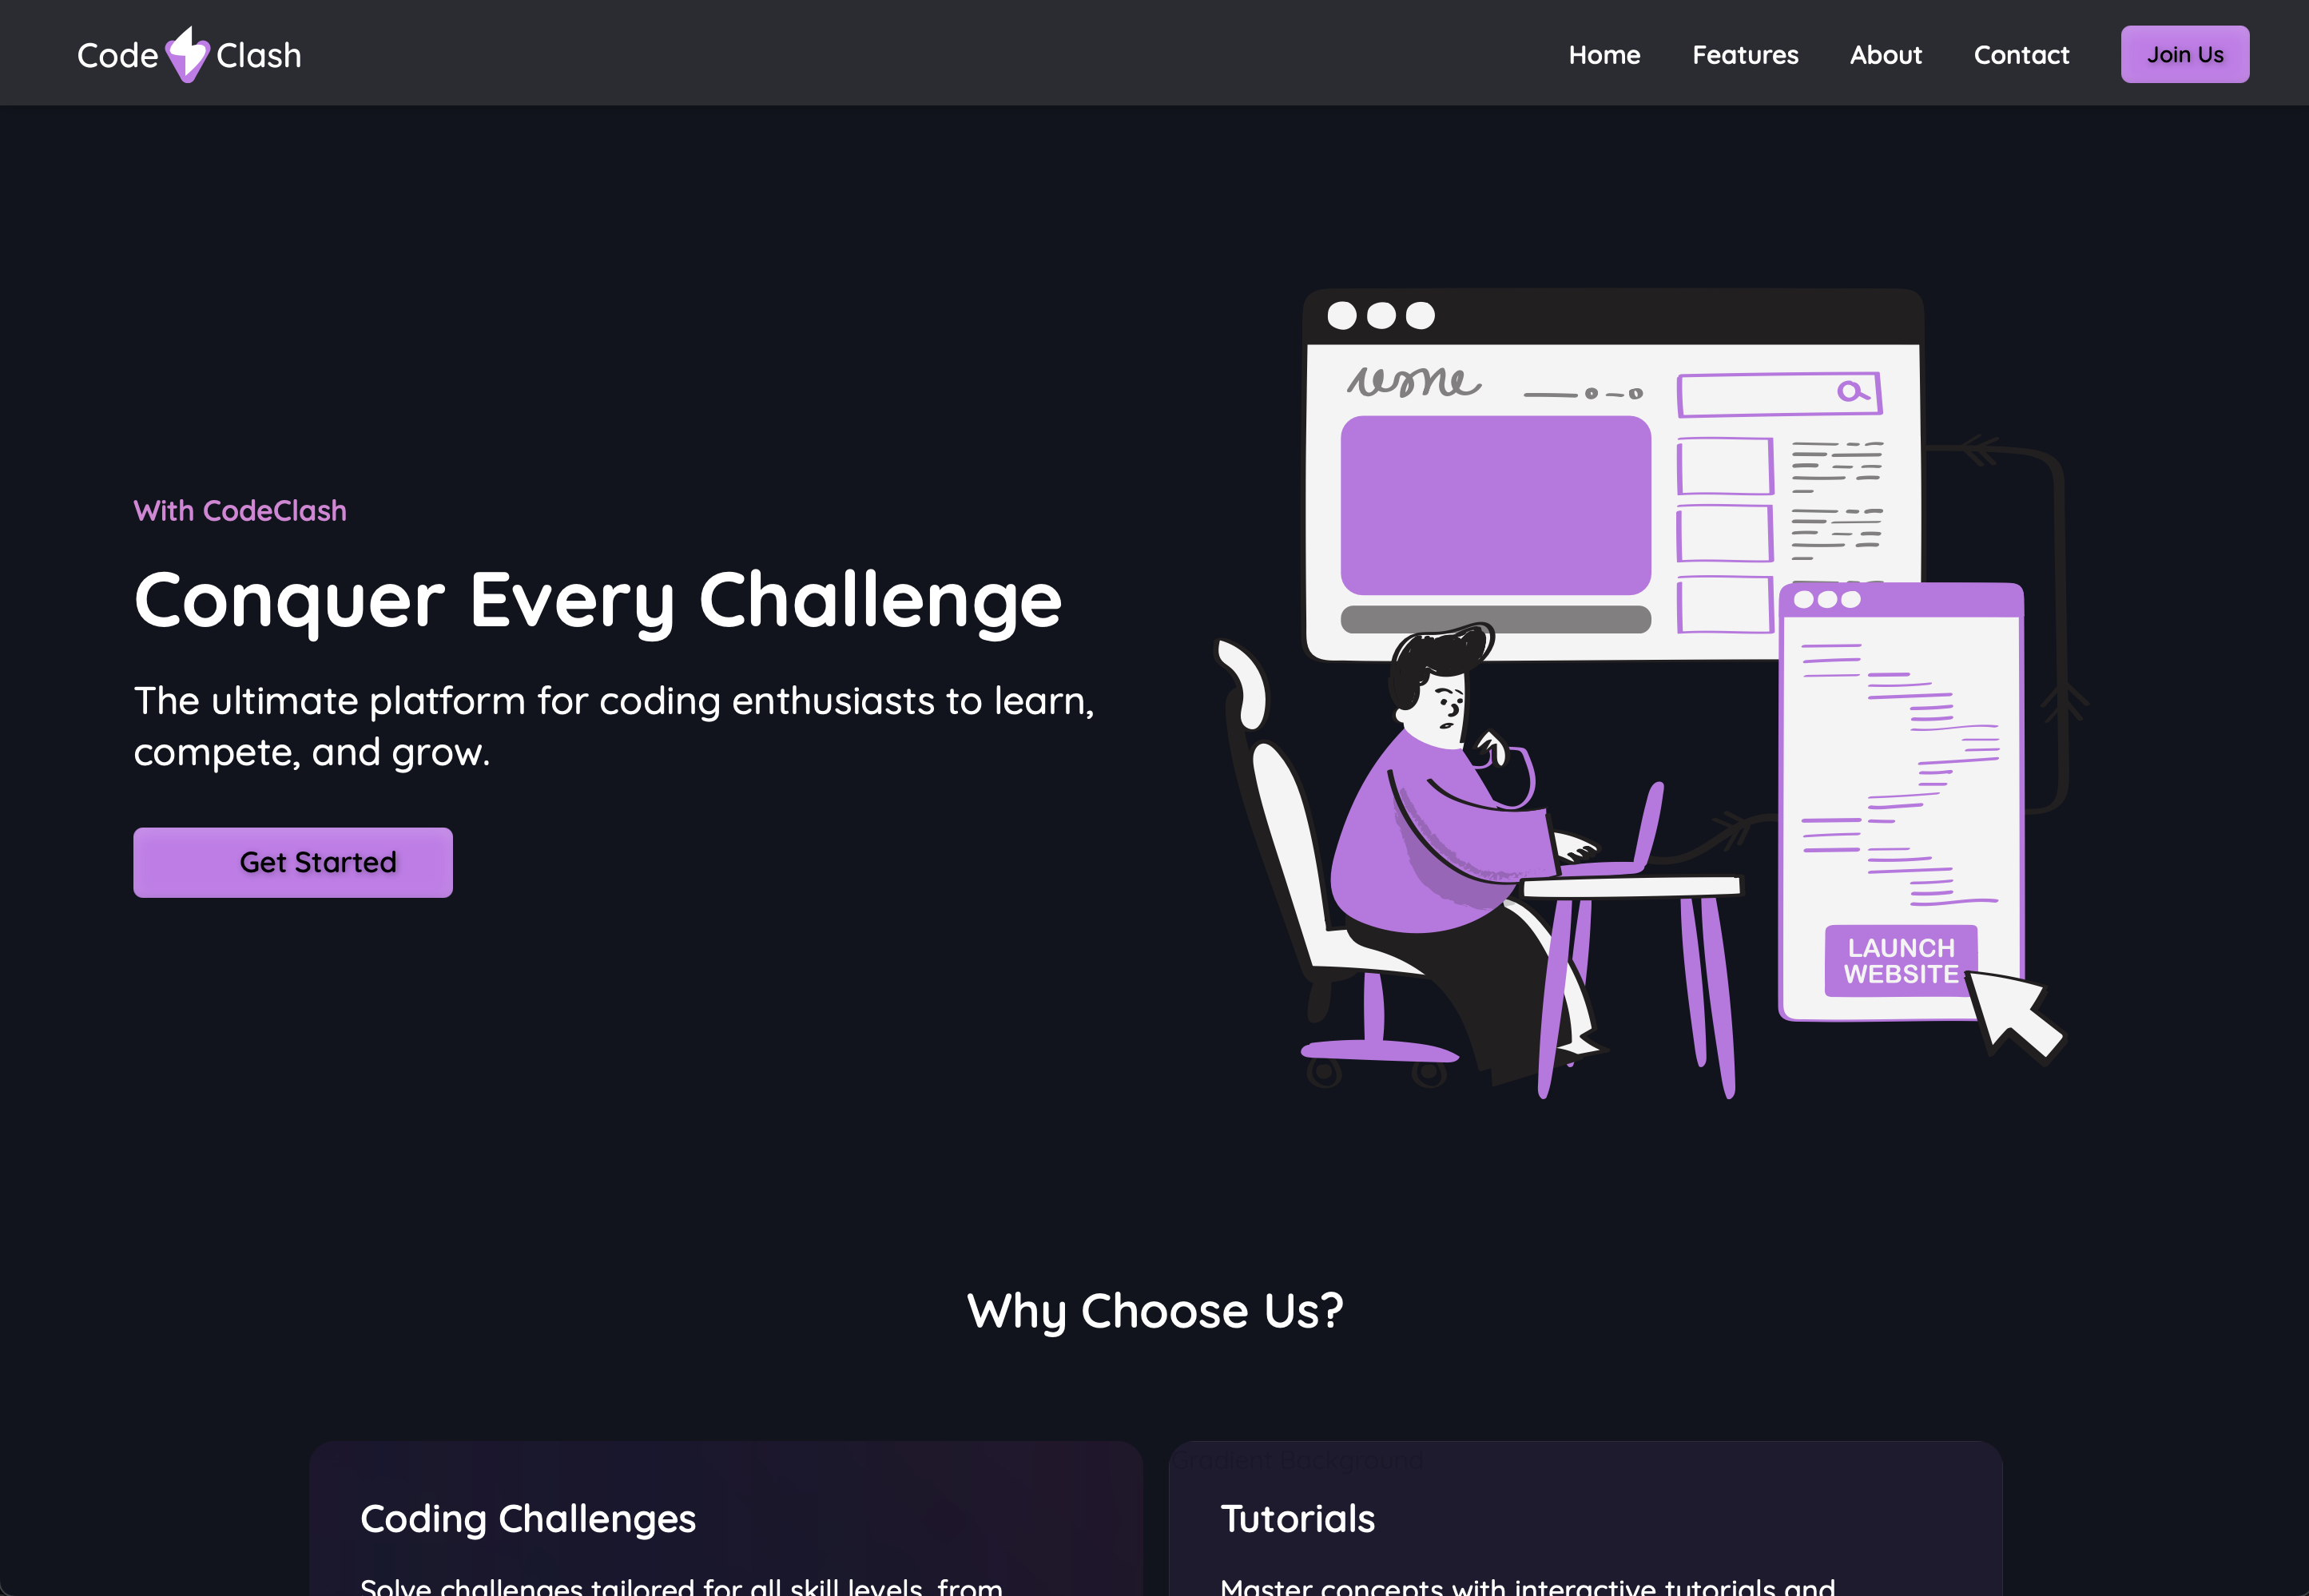 Code Clash
Home Features About Contact Join Us
With CodeClash
Conquer Every Challenge
The ultimate platform for coding enthusiasts to learn,
compete, and grow.
Get Started
LAUNCH
WEBSITE
Why Choose Us?
Gradient Background
Coding Challenges
Tutorials
Solve challenges tailored for all skill levels, from
Master concepts with interactive tutorials and